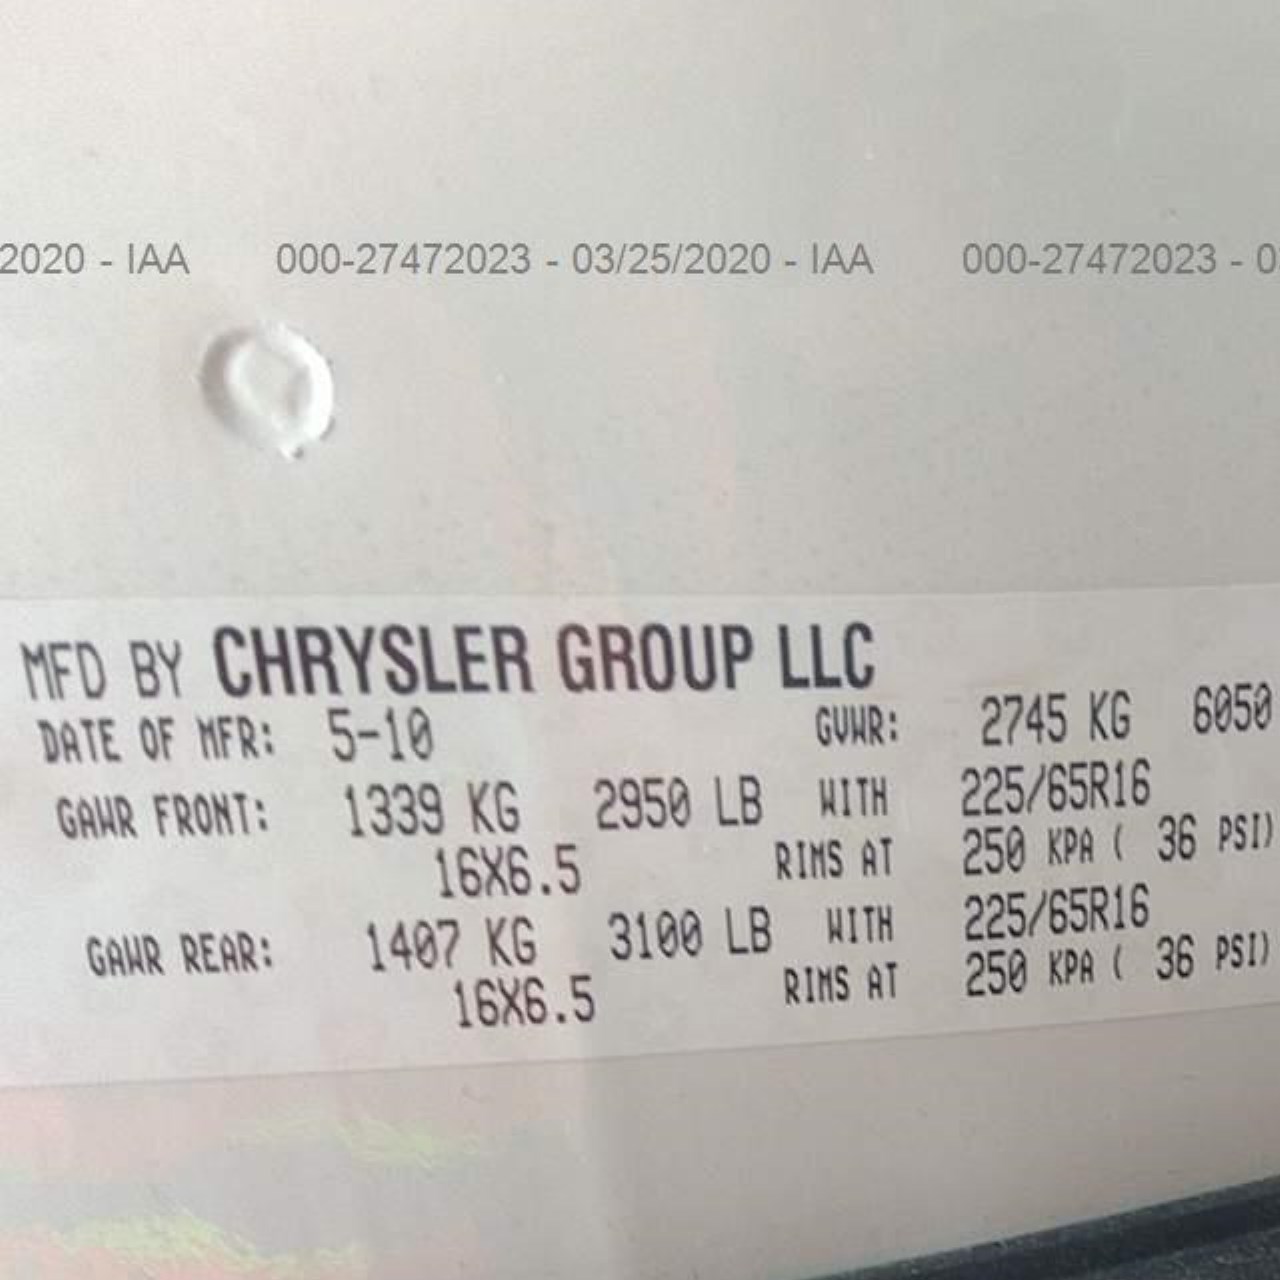 2020 - IAA 000-27472023 - 03/25/2020 - IAA 000-27472023 - 0
MFD BY CHRYSLER GROUP LLC
DATE OF MFR: 5-10 GVWR: 2745 KG 6050
GAWR FRONT: 1339 KG 2950 LB WITH 225/65R16
16X6.5 RIMS AT 250 KPA ( 36 PSI)
GAWR REAR: 1407 KG 3100 LB WITH 225/65R16
16X6.5 RIMS AT 250 KPA ( 36 PSI)